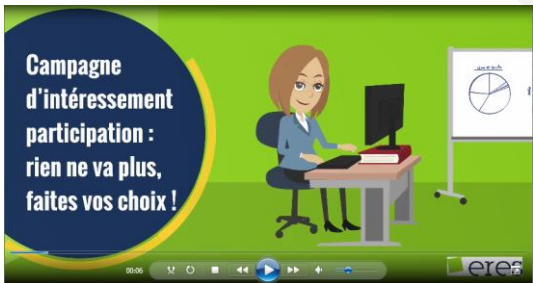 Campagne
d'intéressement
participation :
rien ne va plus,
faites vos choix !
00:06
eres